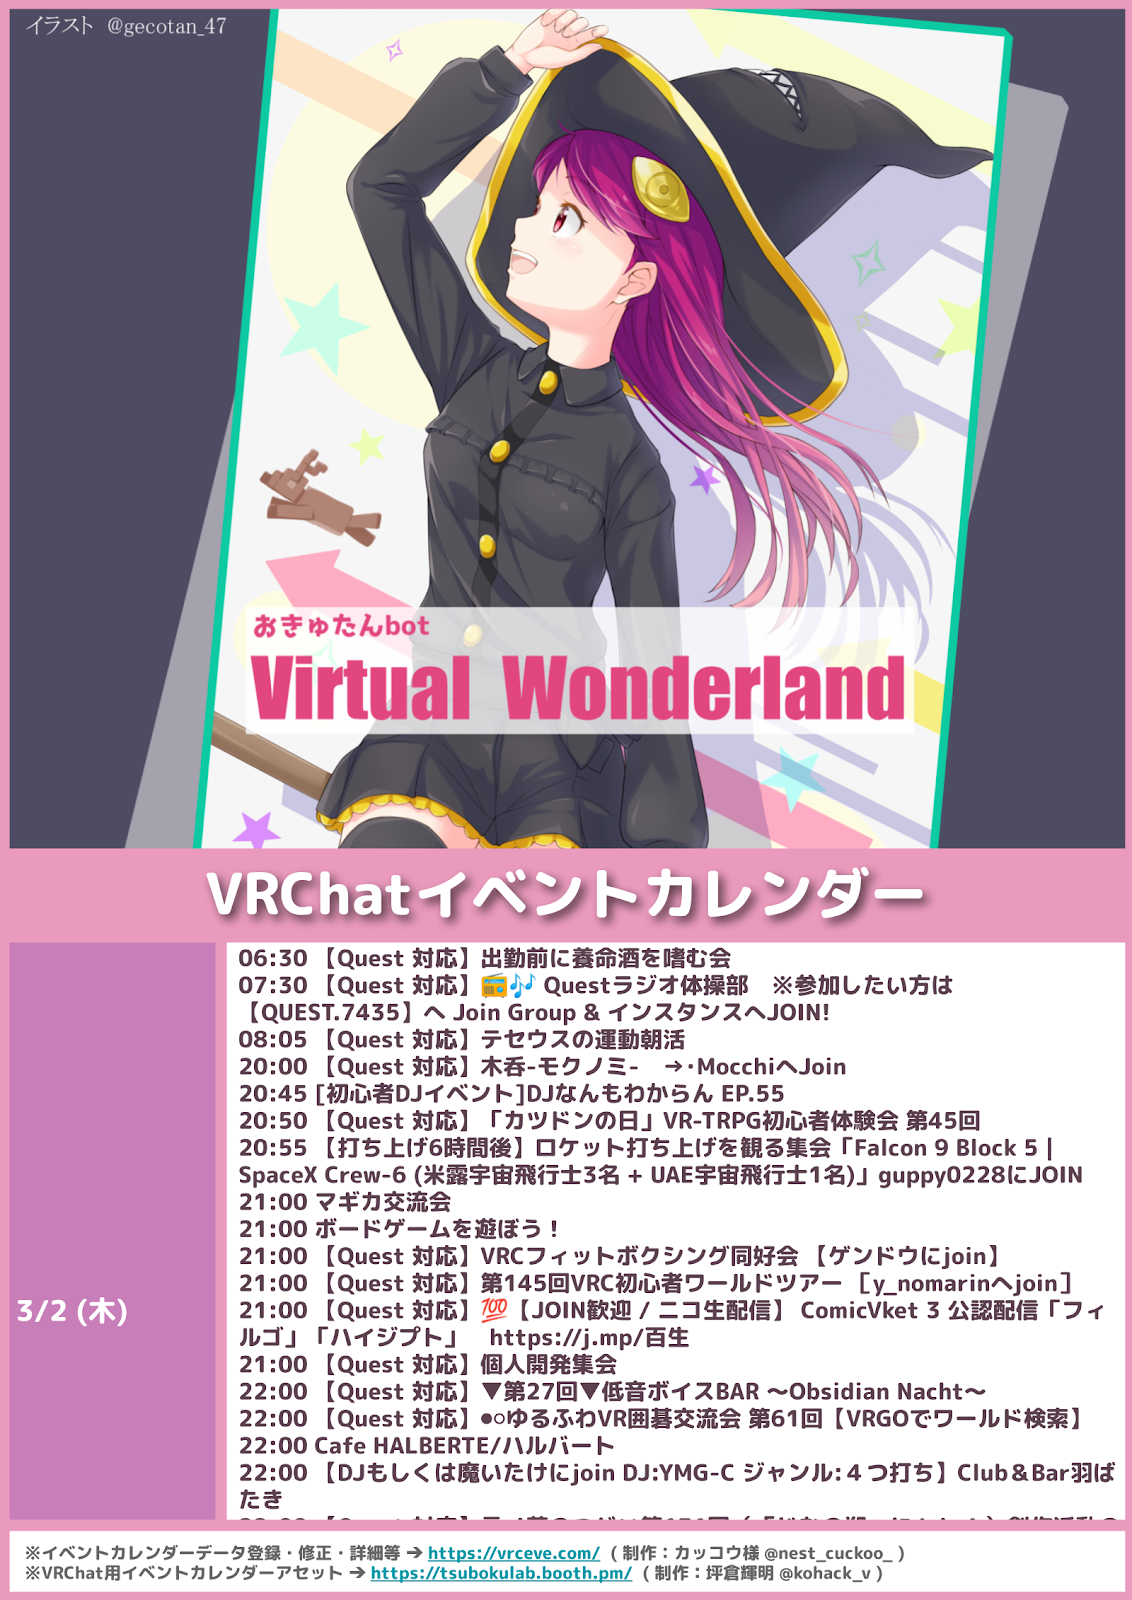 イラスト @gecotan_47
おきゅたんbot
Virtual Wonderland
VRChatイベントカレンダー
3/2 (木)
06:30 【Quest 対応】出勤前に養命酒を嗜む会
07:30 【Quest 対応】📻🎶 Questラジオ体操部　※参加したい方は
【QUEST.7435】へ Join Group & インスタンスへJOIN!
08:05 【Quest 対応】テセウスの運動朝活
20:00 【Quest 対応】木呑-モクノミ-　→･MocchiへJoin
20:45 [初心者DJイベント]DJなんもわからん EP.55
20:50 【Quest 対応】「カツドンの日」VR-TRPG初心者体験会 第45回
20:55 【打ち上げ6時間後】ロケット打ち上げを観る集会「Falcon 9 Block 5 |
SpaceX Crew-6 (米露宇宙飛行士3名 + UAE宇宙飛行士1名)」guppy0228にJOIN
21:00 マギカ交流会
21:00 ボードゲームを遊ぼう！
21:00 【Quest 対応】VRCフィットボクシング同好会 【ゲンドウにjoin】
21:00 【Quest 対応】第145回VRC初心者ワールドツアー ［y_nomarinへjoin］
21:00 【Quest 対応】💯【JOIN歓迎 / ニコ生配信】 ComicVket 3 公認配信「フィ
ルゴ」「ハイジプト」　https://j.mp/百生
21:00 【Quest 対応】個人開発集会
22:00 【Quest 対応】▼第27回▼低音ボイスBAR ～Obsidian Nacht～
22:00 【Quest 対応】●○ゆるふわVR囲碁交流会 第61回【VRGOでワールド検索】
22:00 Cafe HALBERTE/ハルバート
22:00 【DJもしくは魔いたけにjoin DJ:YMG-C ジャンル:４つ打ち】Club＆Bar羽ば
たき
※イベントカレンダーデータ登録・修正・詳細等 ➔ https://vrceve.com/ ( 制作：カッコウ様 @nest_cuckoo_ )
※VRChat用イベントカレンダーアセット ➔ https://tsubokulab.booth.pm/ ( 制作：坪倉輝明 @kohack_v )